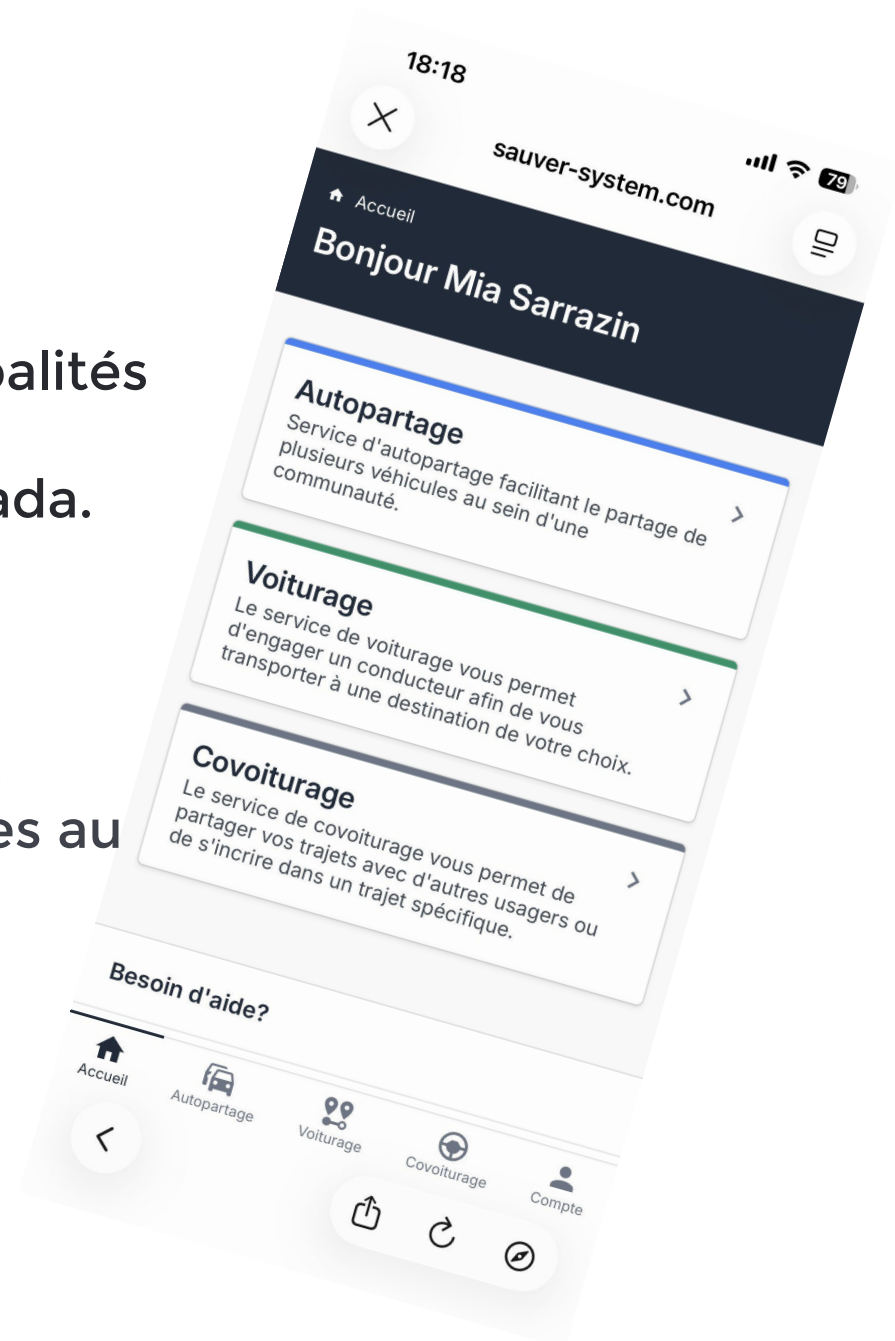 18:18
sauver-system.com
79
Accueil
Bonjour Mia Sarrazin
palités
ada.
es au
Autopartage
Service d'autopartage facilitant le partage de
plusieurs véhicules au sein d'une
communauté.
Voiturage
Le service de voiturage vous permet
d'engager un conducteur afin de vous
transporter à une destination de votre choix.
Covoiturage
Le service de covoiturage vous permet de
partager vos trajets avec d'autres usagers ou
de s'incrire dans un trajet spécifique.
Besoin d'aide?
Accueil
Autopartage
Voiturage
Covoiturage
Compte